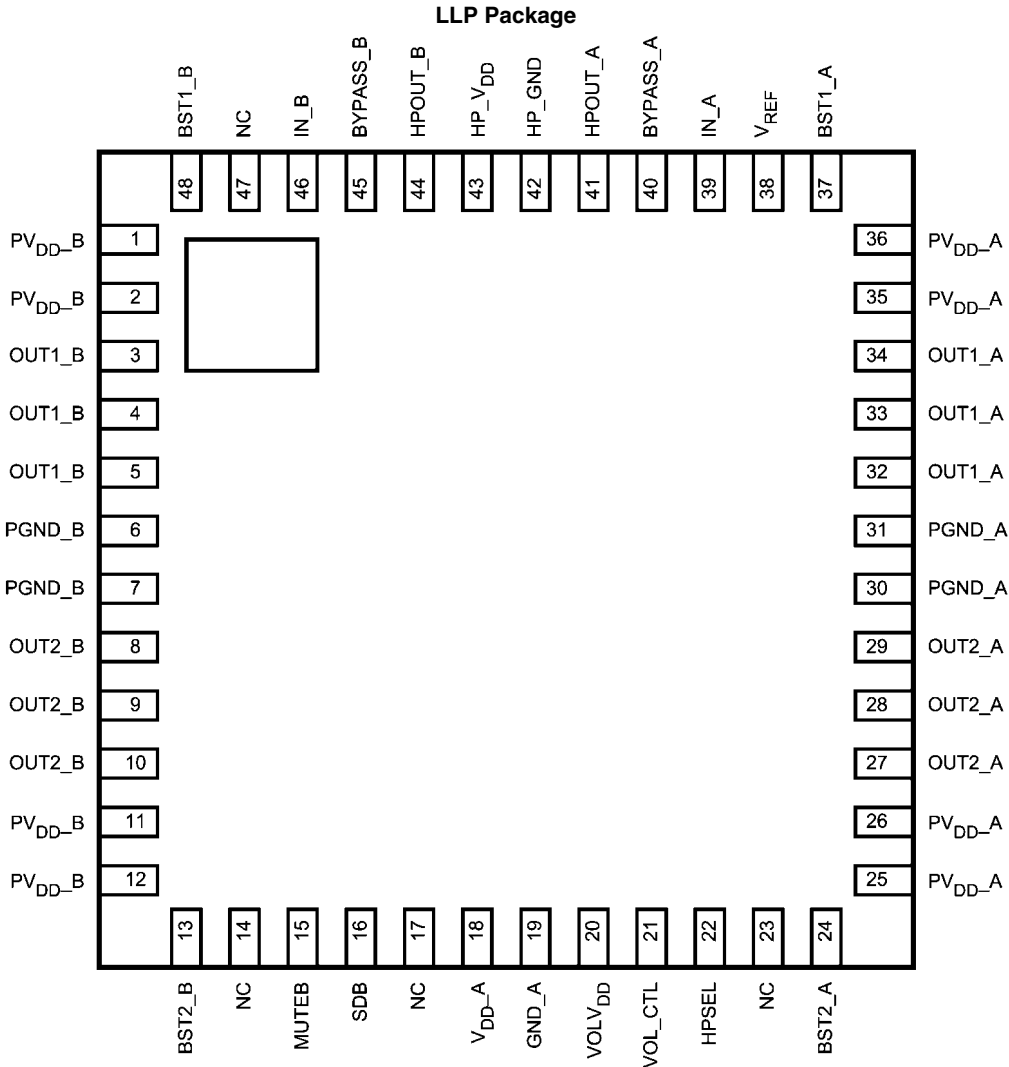 LLP Package
BST1_B
NC
IN_B
BYPASS_B
HPOUT_B
HP_VDD
HP_GND
HPOUT_A
BYPASS_A
IN_A
VREF
BST1_A
48
47
46
45
44
43
42
41
40
39
38
37
PVDD_B 1
36 PVDD_A
PVDD_B 2
35 PVDD_A
OUT1_B 3
34 OUT1_A
OUT1_B 4
33 OUT1_A
OUT1_B 5
32 OUT1_A
PGND_B 6
31 PGND_A
PGND_B 7
30 PGND_A
OUT2_B 8
29 OUT2_A
OUT2_B 9
28 OUT2_A
OUT2_B 10
27 OUT2_A
PVDD_B 11
26 PVDD_A
PVDD_B 12
25 PVDD_A
13
14
15
16
17
18
19
20
21
22
23
24
BST2_B
NC
MUTEB
SDB
NC
VDD_A
GND_A
VOLVDD
VOL_CTL
HPSEL
NC
BST2_A